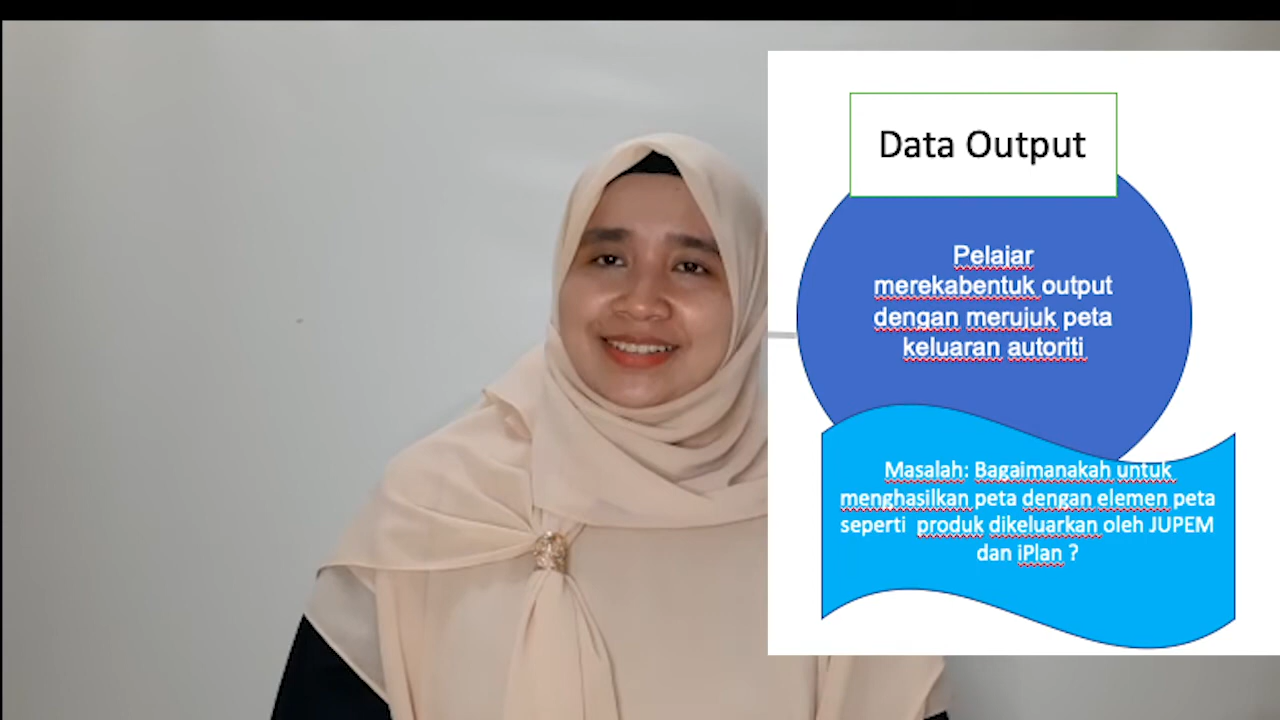 Data Output
Pelajar
merekabentuk output
dengan merujuk peta
keluaran autoriti
Masalah: Bagaimanakah untuk
menghasilkan peta dengan elemen peta
seperti produk dikeluarkan oleh JUPEM
dan iPlan ?